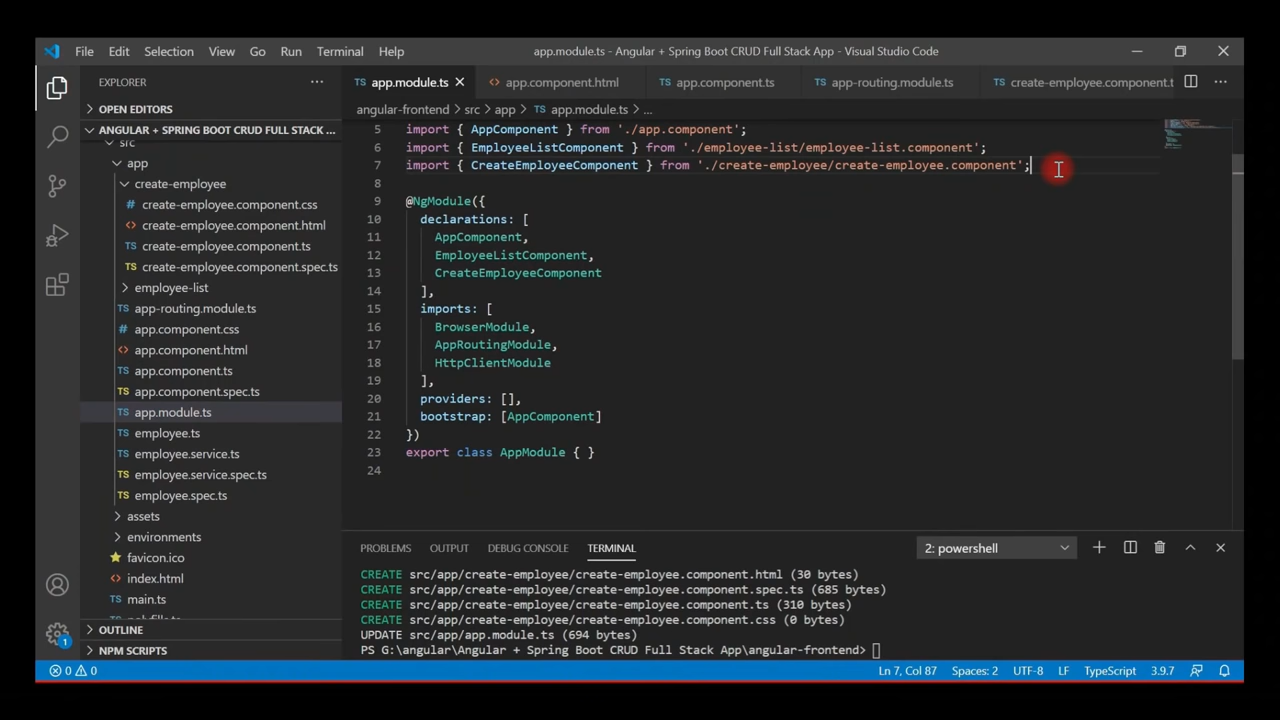 File Edit Selection View Go Run Terminal Help app.module.ts - Angular + Spring Boot CRUD Full Stack App - Visual Studio Code
EXPLORER
OPEN EDITORS
ANGULAR + SPRING BOOT CRUD FULL STACK ...
src
app
create-employee
create-employee.component.css
create-employee.component.html
create-employee.component.ts
create-employee.component.spec.ts
employee-list
app-routing.module.ts
app.component.css
app.component.html
app.component.ts
app.component.spec.ts
app.module.ts
employee.ts
employee.service.ts
employee.service.spec.ts
employee.spec.ts
assets
environments
favicon.ico
index.html
main.ts
OUTLINE
NPM SCRIPTS
app.module.ts app.component.html app.component.ts app-routing.module.ts create-employee.component.t
angular-frontend > src > app > TS app.module.ts > ...
5 import { AppComponent } from './app.component';
6 import { EmployeeListComponent } from './employee-list/employee-list.component';
7 import { CreateEmployeeComponent } from './create-employee/create-employee.component';
8
9 @NgModule({
10 declarations: [
11 AppComponent,
12 EmployeeListComponent,
13 CreateEmployeeComponent
14 ],
15 imports: [
16 BrowserModule,
17 AppRoutingModule,
18 HttpClientModule
19 ],
20 providers: [],
21 bootstrap: [AppComponent]
22 })
23 export class AppModule { }
24
PROBLEMS OUTPUT DEBUG CONSOLE TERMINAL 2: powershell
CREATE src/app/create-employee/create-employee.component.html (30 bytes)
CREATE src/app/create-employee/create-employee.component.spec.ts (685 bytes)
CREATE src/app/create-employee/create-employee.component.ts (310 bytes)
CREATE src/app/create-employee/create-employee.component.css (0 bytes)
UPDATE src/app/app.module.ts (694 bytes)
PS G:\angular\Angular + Spring Boot CRUD Full Stack App\angular-frontend>
1
0 0 Ln 7, Col 87 Spaces: 2 UTF-8 LF TypeScript 3.9.7